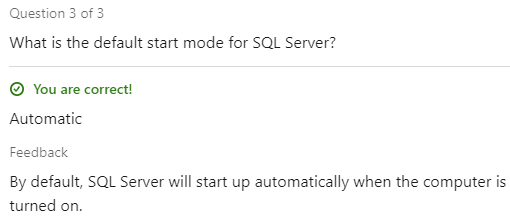 Question 3 of 3
What is the default start mode for SQL Server?
You are correct!
Automatic
Feedback
By default, SQL Server will start up automatically when the computer is
turned on.